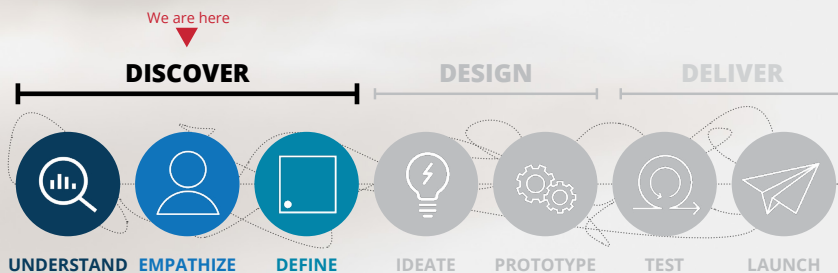 We are here
DISCOVER
DESIGN
DELIVER
UNDERSTAND
EMPATHIZE
DEFINE
IDEATE
PROTOTYPE
TEST
LAUNCH